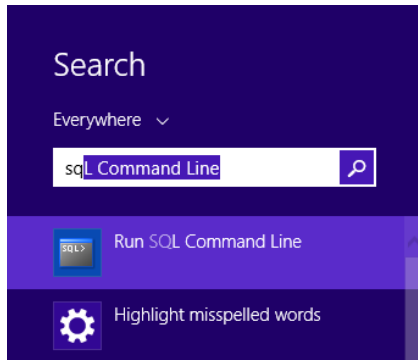 Search
Everywhere
sqL Command Line
SQL>
Run SQL Command Line
Highlight misspelled words